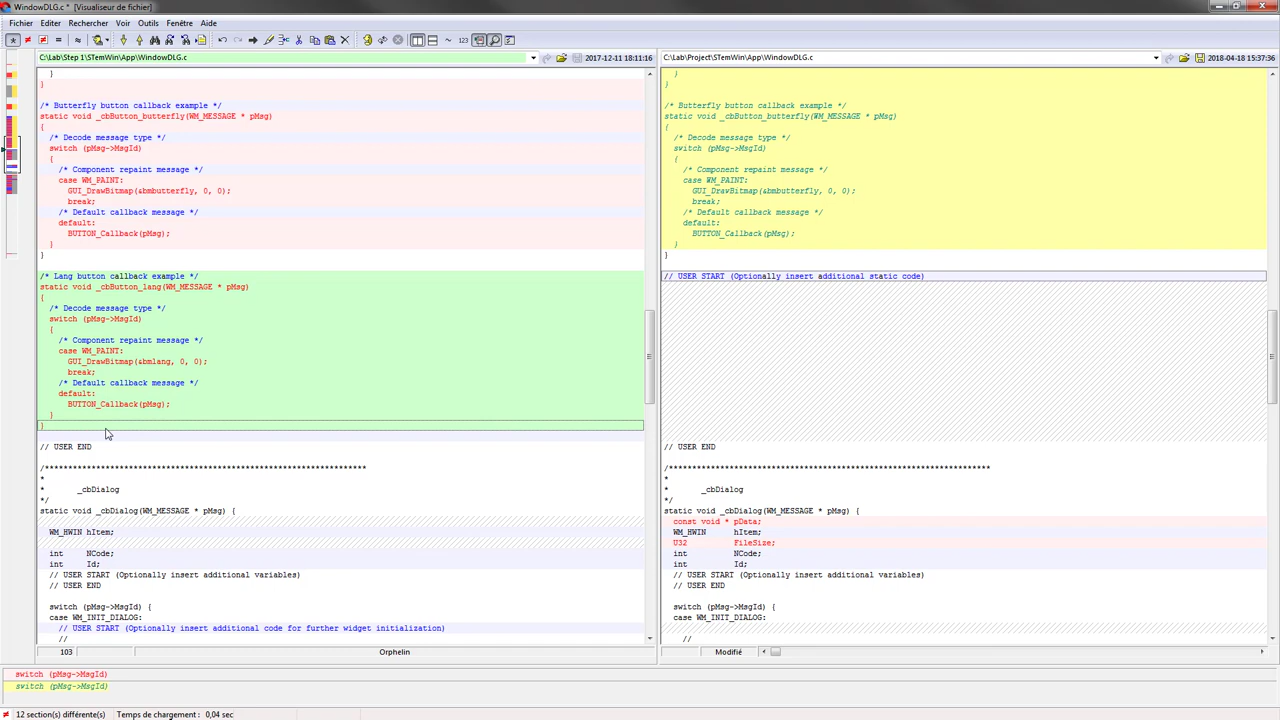 WindowDLG.c * [Visualiseur de fichier]
Fichier Editer Rechercher Voir Outils Fenêtre Aide
C:\Lab\Step 1\STemWin\App\WindowDLG.c 2017-12-11 18:11:16
}
}
/* Butterfly button callback example */
static void _cbButton_butterfly(WM_MESSAGE * pMsg)
{
/* Decode message type */
switch (pMsg->MsgId)
{
/* Component repaint message */
case WM_PAINT:
GUI_DrawBitmap(&bmbutterfly, 0, 0);
break;
/* Default callback message */
default:
BUTTON_Callback(pMsg);
}
}
/* Lang button callback example */
static void _cbButton_lang(WM_MESSAGE * pMsg)
{
/* Decode message type */
switch (pMsg->MsgId)
{
/* Component repaint message */
case WM_PAINT:
GUI_DrawBitmap(&bmlang, 0, 0);
break;
/* Default callback message */
default:
BUTTON_Callback(pMsg);
}
}
// USER END
/*********************************************************************
*
* _cbDialog
*/
static void _cbDialog(WM_MESSAGE * pMsg) {
WM_HWIN hItem;
int NCode;
int Id;
// USER START (Optionally insert additional variables)
// USER END
switch (pMsg->MsgId) {
case WM_INIT_DIALOG:
// USER START (Optionally insert additional code for further widget initialization)
//
103 Orphelin
C:\Lab\Project\STemWin\App\WindowDLG.c 2018-04-18 15:37:36
}
}
/* Butterfly button callback example */
static void _cbButton_butterfly(WM_MESSAGE * pMsg)
{
/* Decode message type */
switch (pMsg->MsgId)
{
/* Component repaint message */
case WM_PAINT:
GUI_DrawBitmap(&bmbutterfly, 0, 0);
break;
/* Default callback message */
default:
BUTTON_Callback(pMsg);
}
}
// USER START (Optionally insert additional static code)
// USER END
/*********************************************************************
*
* _cbDialog
*/
static void _cbDialog(WM_MESSAGE * pMsg) {
const void * pData;
WM_HWIN hItem;
U32 FileSize;
int NCode;
int Id;
// USER START (Optionally insert additional variables)
// USER END
switch (pMsg->MsgId) {
case WM_INIT_DIALOG:
//
Modifié
switch (pMsg->MsgId)
switch (pMsg->MsgId)
12 section(s) différente(s) Temps de chargement : 0,04 sec